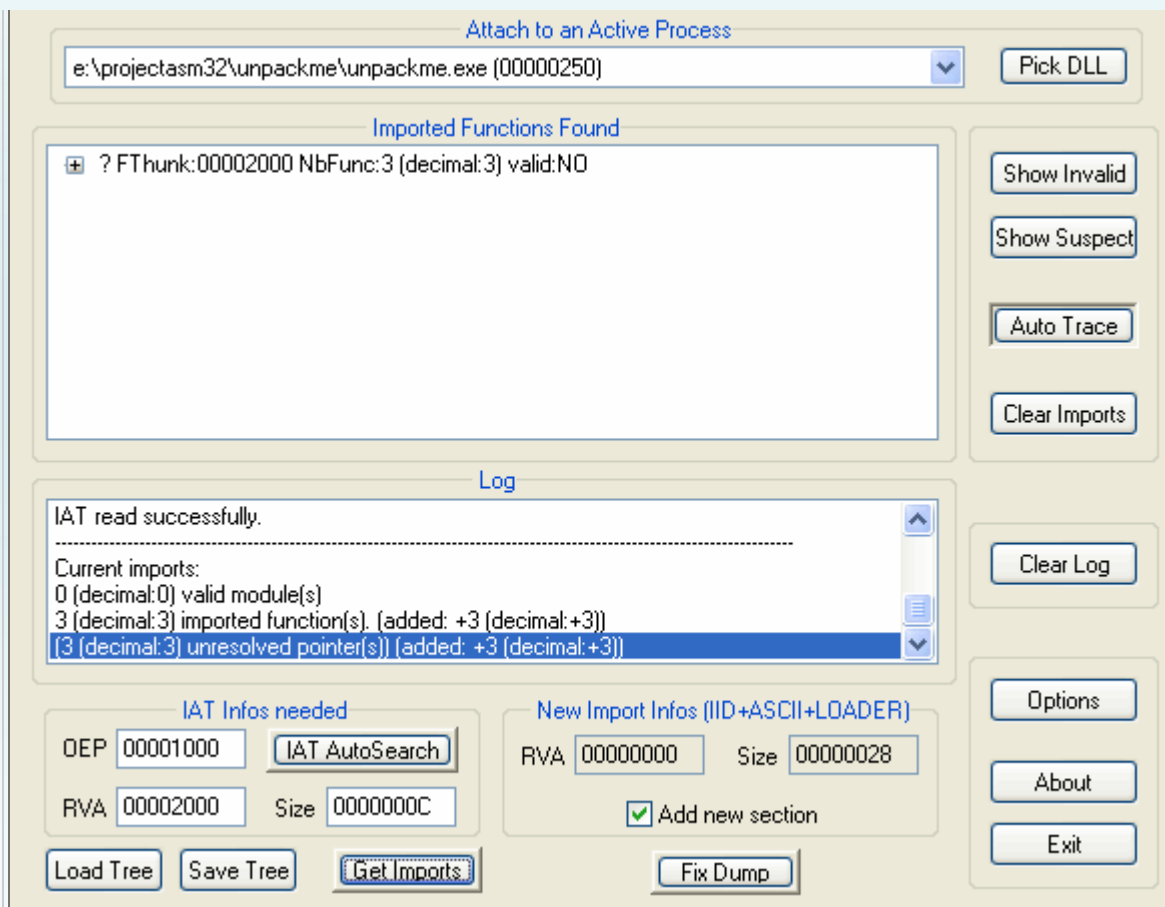 Attach to an Active Process
e:\projectasm32\unpackme\unpackme.exe (00000250)
Pick DLL
Imported Functions Found
? FThunk:00002000 NbFunc:3 (decimal:3) valid:NO
Show Invalid
Show Suspect
Auto Trace
Clear Imports
Log
IAT read successfully.
---------------------------------------------------------------------------------------------------------------------------
Current imports:
0 (decimal:0) valid module(s)
3 (decimal:3) imported function(s). (added: +3 (decimal:+3))
(3 (decimal:3) unresolved pointer(s)) (added: +3 (decimal:+3))
Clear Log
IAT Infos needed
OEP 00001000 IAT AutoSearch
RVA 00002000 Size 0000000C
New Import Infos (IID+ASCII+LOADER)
RVA 00000000 Size 00000028
Add new section
Options
About
Exit
Load Tree Save Tree Get Imports Fix Dump